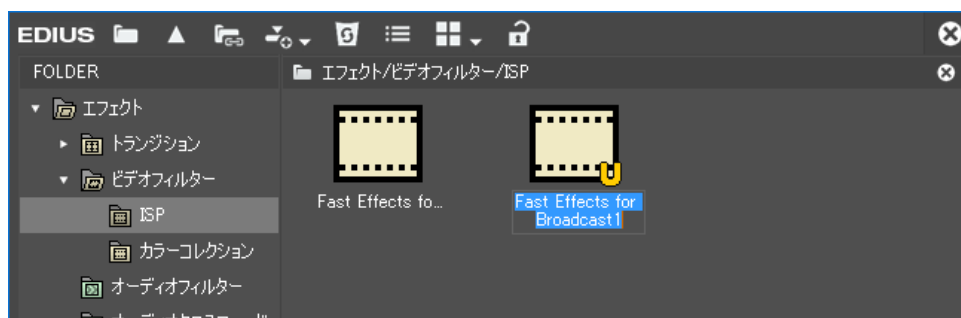 EDIUS
FOLDER
エフェクト/ビデオフィルター/ISP
エフェクト
トランジション
ビデオフィルター
ISP
カラーコレクション
オーディオフィルター
Fast Effects fo...
Fast Effects for
Broadcast1
U